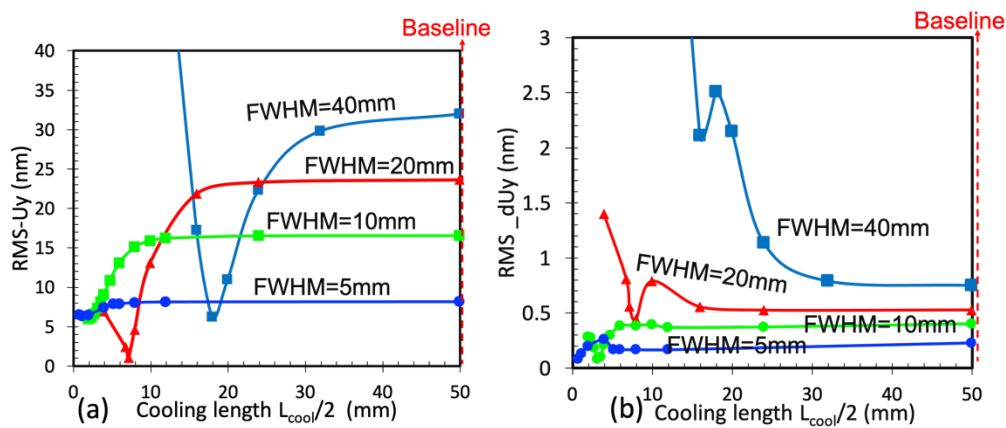 Baseline
40
35
30
25
20
15
10
5
0
RMS-Uy (nm)
FWHM=40mm
FWHM=20mm
FWHM=10mm
FWHM=5mm
0 10 20 30 40 50
(a) Cooling length Lcool/2 (mm)
Baseline
3
2.5
2
1.5
1
0.5
0
RMS _dUy (nm)
FWHM=40mm
FWHM=20mm
FWHM=10mm
FWHM=5mm
0 10 20 30 40 50
(b) Cooling length Lcool/2 (mm)